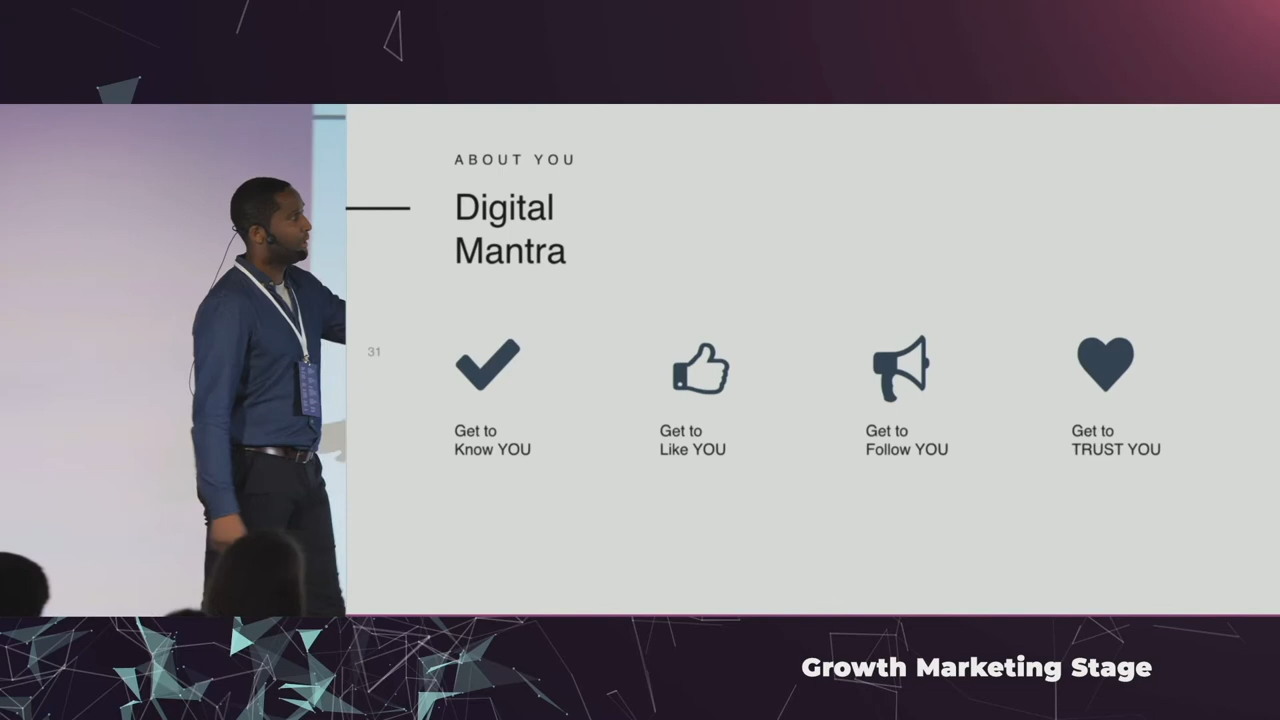 ABOUT YOU
Digital
Mantra
31
Get to
Know YOU
Get to
Like YOU
Get to
Follow YOU
Get to
TRUST YOU
Growth Marketing Stage